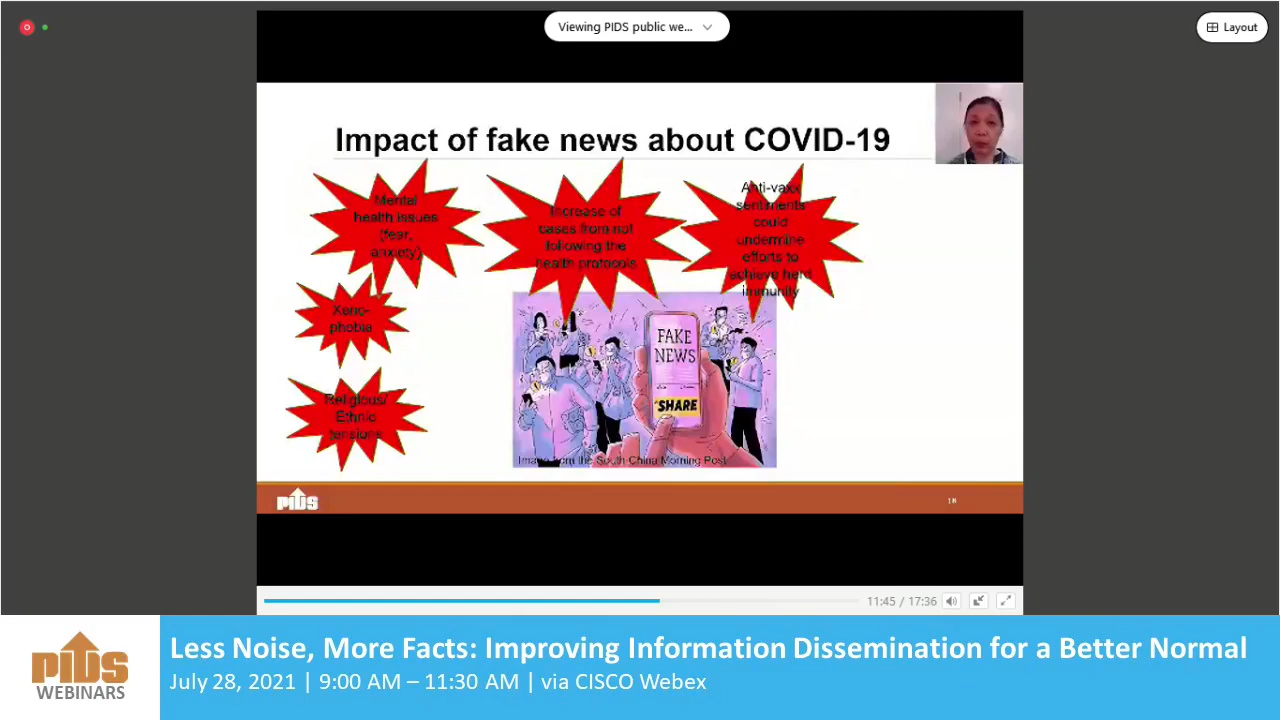 Viewing PIDS public we...
Layout
Impact of fake news about COVID-19
Mental
health issues
(fear,
anxiety)
Increase of
cases from not
following the
health protocols
Anti-vaxx
sentiments
could
undermine
efforts to
achieve herd
immunity
Xeno-
phobia
Religious/
Ethnic
tensions
FAKE
NEWS
SHARE
Image from the South China Morning Post
PIDS
18
11:45 / 17:36
PIDS
WEBINARS
Less Noise, More Facts: Improving Information Dissemination for a Better Normal
July 28, 2021 | 9:00 AM – 11:30 AM | via CISCO Webex